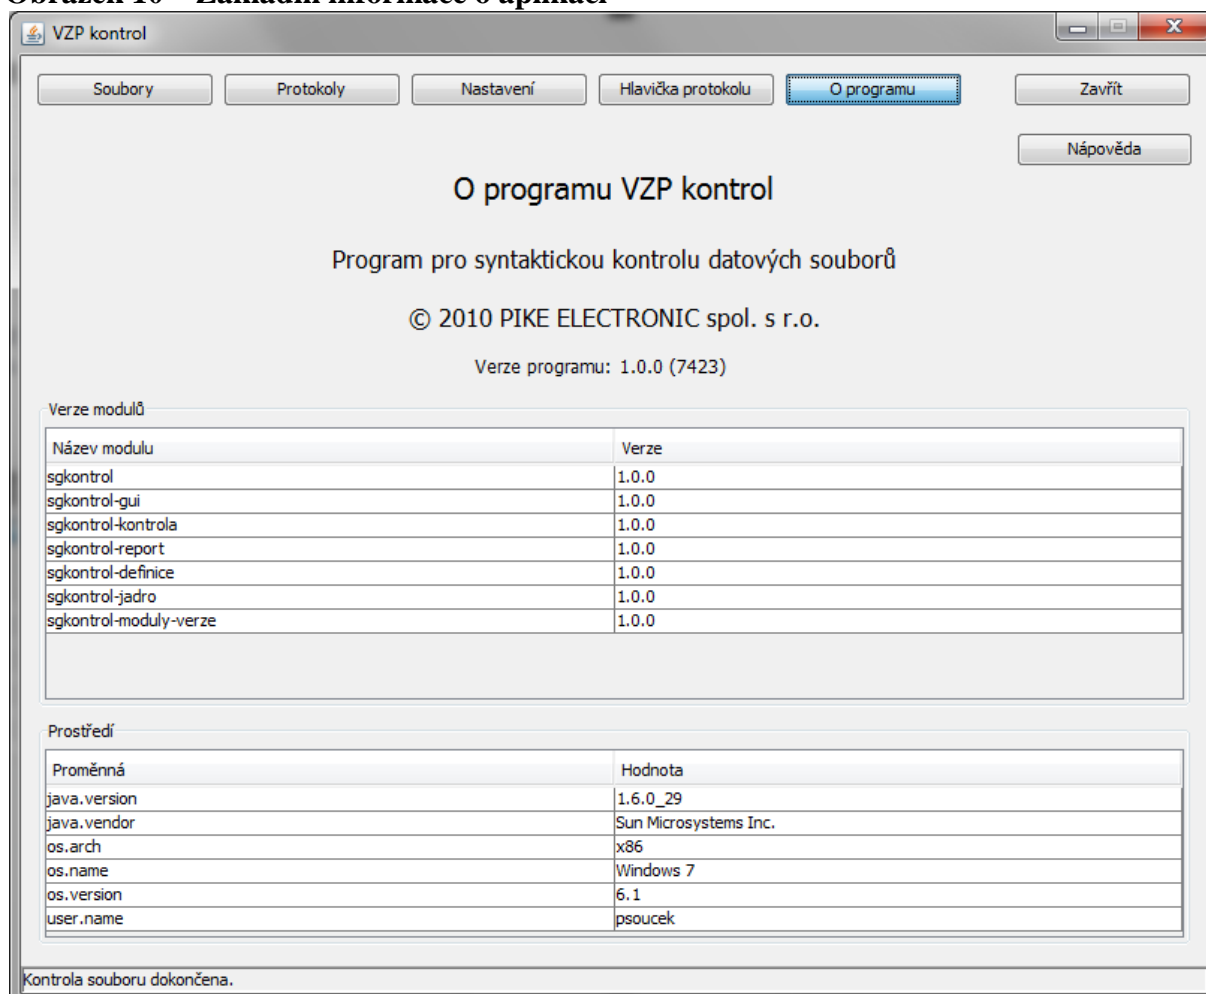 Obrázek 10 – Základní informace o aplikaci
VZP kontrol
Soubory Protokoly Nastavení Hlavička protokolu O programu Zavřít
Nápověda
O programu VZP kontrol
Program pro syntaktickou kontrolu datových souborů
© 2010 PIKE ELECTRONIC spol. s r.o.
Verze programu: 1.0.0 (7423)
Verze modulů
Název modulu Verze
sgkontrol 1.0.0
sgkontrol-gui 1.0.0
sgkontrol-kontrola 1.0.0
sgkontrol-report 1.0.0
sgkontrol-definice 1.0.0
sgkontrol-jadro 1.0.0
sgkontrol-moduly-verze 1.0.0
Prostředí
Proměnná Hodnota
java.version 1.6.0_29
java.vendor Sun Microsystems Inc.
os.arch x86
os.name Windows 7
os.version 6.1
user.name psoucek
Kontrola souboru dokončena.